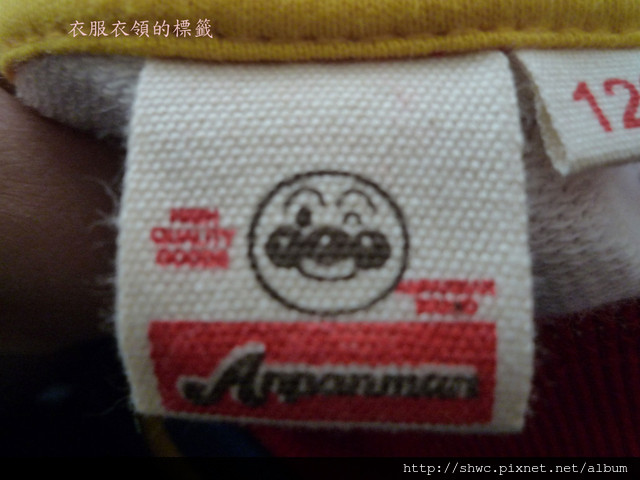 衣服衣領的標籤
12
HIGH
QUALITY
GOODS
Anpanman
http://shwc.pixnet.net/album